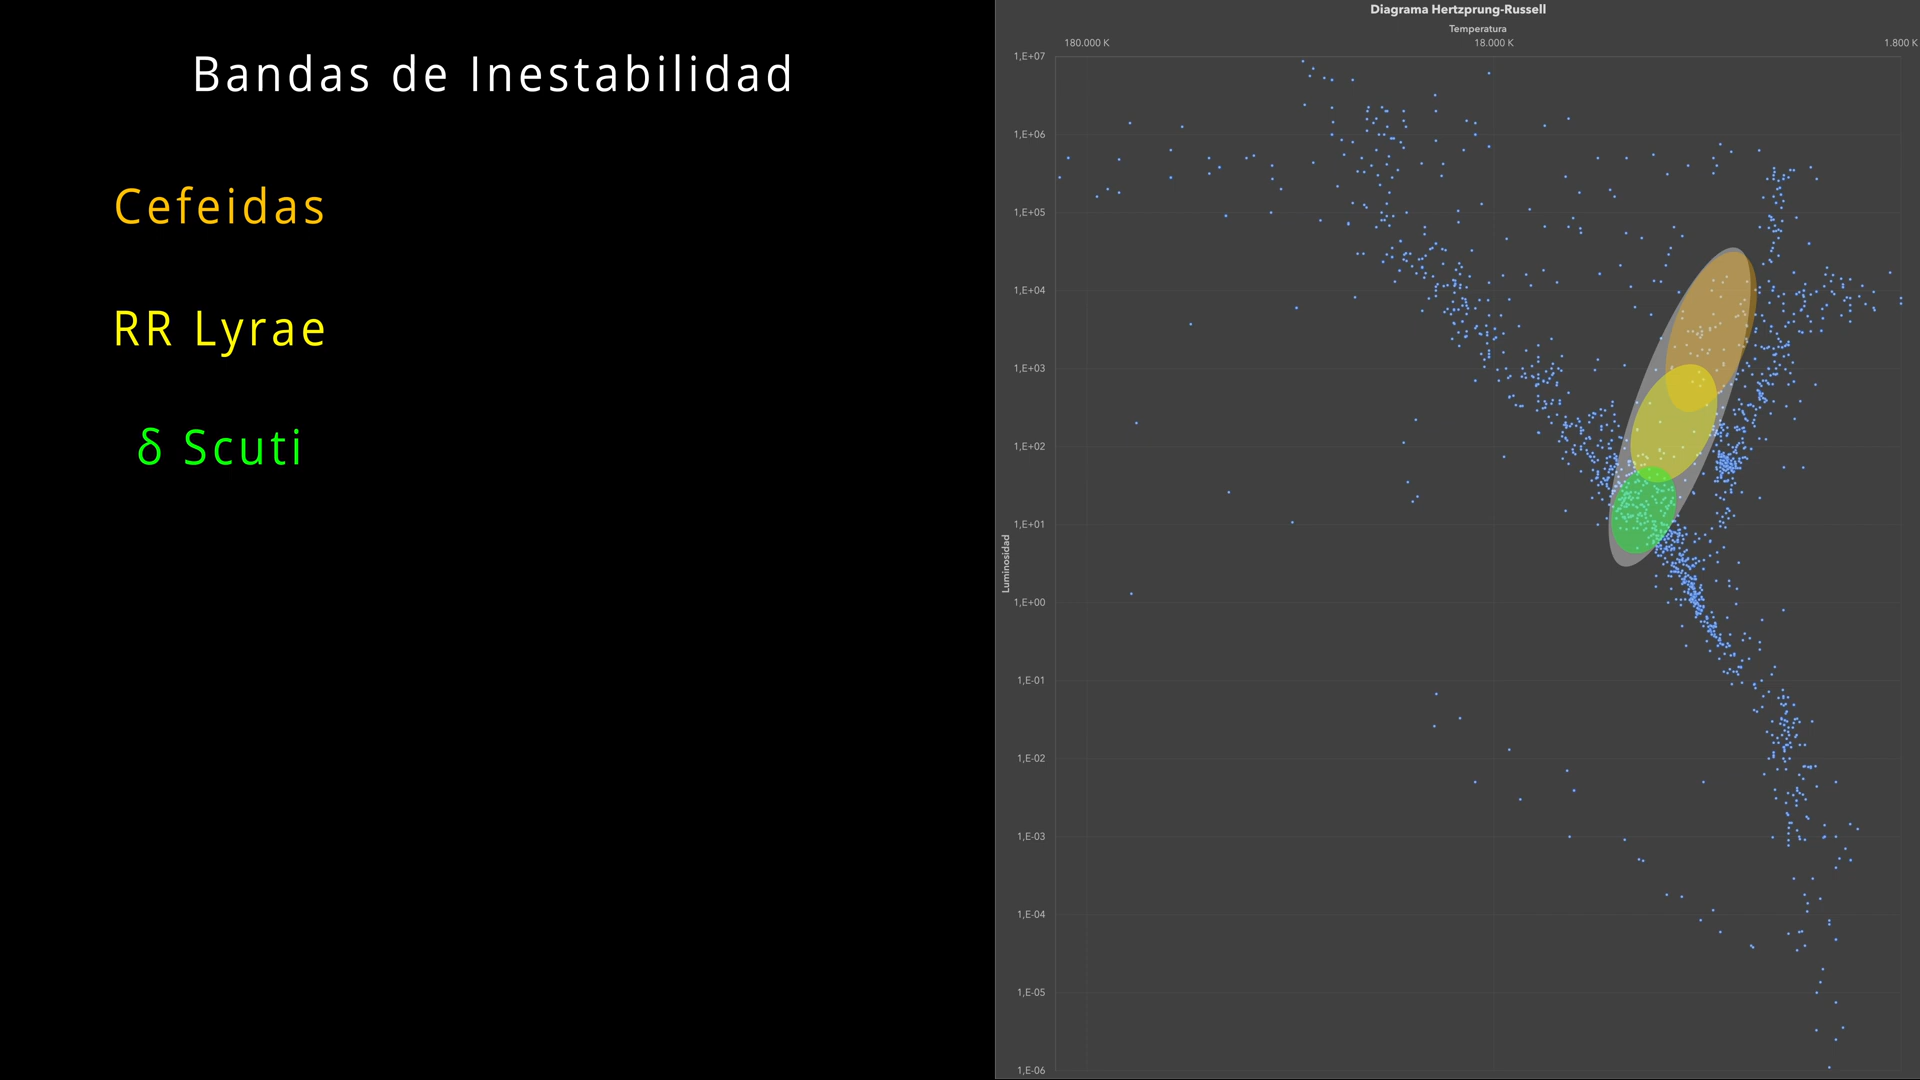 Bandas de Inestabilidad
Cefeidas
RR Lyrae
δ Scuti
Diagrama Hertzprung-Russell
Temperatura
180.000 K
18.000 K
1.800 K
1,E+07
1,E+06
1,E+05
1,E+04
1,E+03
1,E+02
1,E+01
Luminosidad
1,E+00
1,E-01
1,E-02
1,E-03
1,E-04
1,E-05
1,E-06